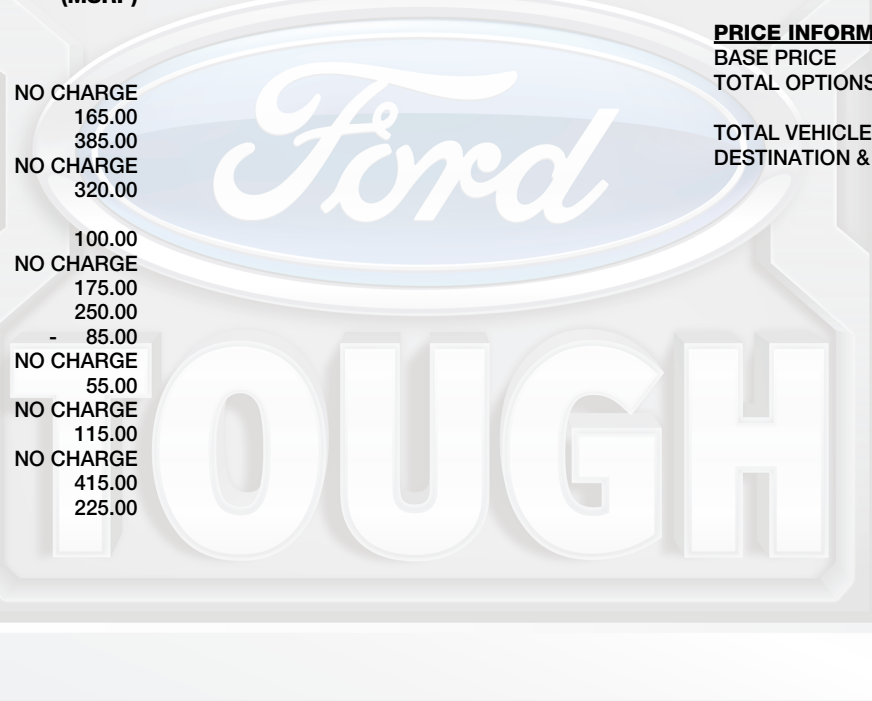 (MSRP)
NO CHARGE
165.00
385.00
NO CHARGE
320.00
100.00
NO CHARGE
175.00
250.00
- 85.00
NO CHARGE
55.00
NO CHARGE
115.00
NO CHARGE
415.00
225.00
PRICE INFORM
BASE PRICE
TOTAL OPTIONS
TOTAL VEHICLE
DESTINATION &
Ford
TOUGH